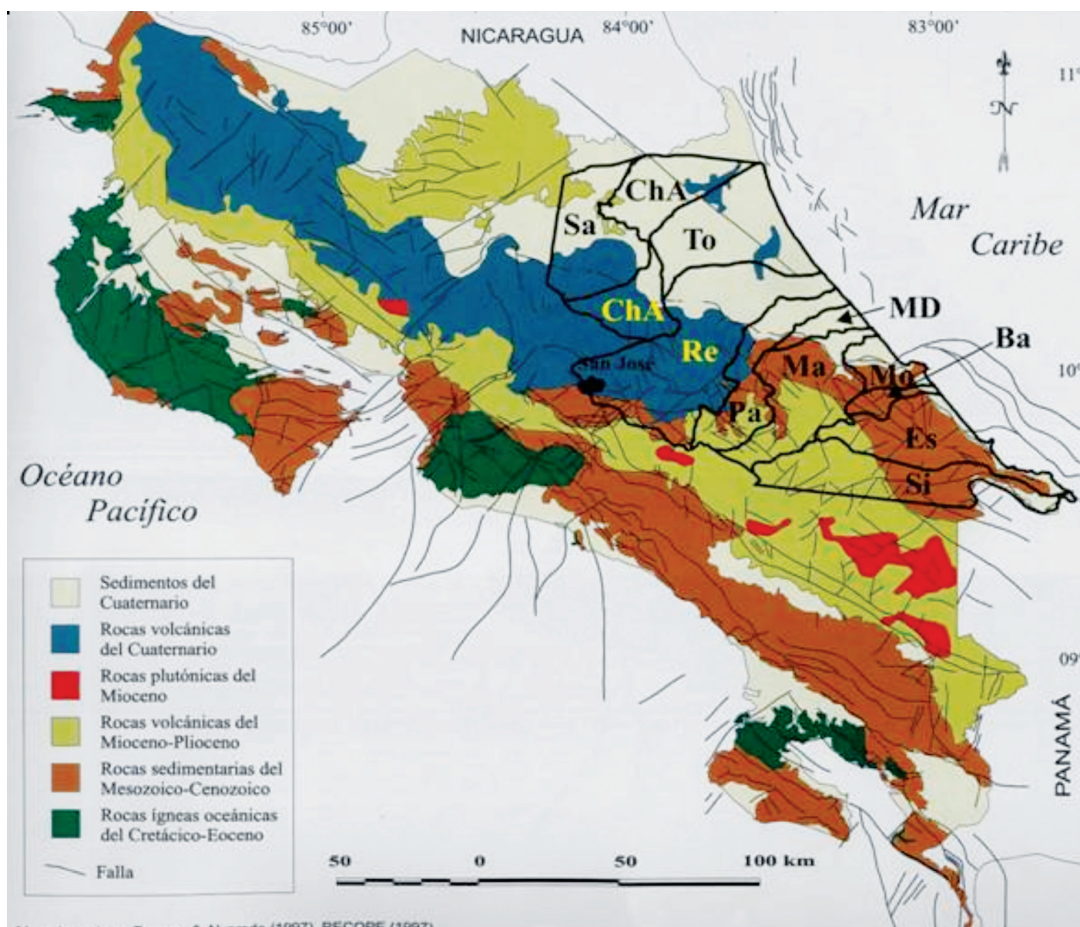 85°00'
84°00'
83°00'
NICARAGUA
11°
N
ChA
Sa
To
Mar
Caribe
MD
ChA
Ba
Re
San José
Ma
10°
Mo
Pa
Es
Si
Océano
Pacífico
Sedimentos del
Cuaternario
Rocas volcánicas
del Cuaternario
Rocas plutónicas del
Mioceno
Rocas volcánicas del
Mioceno-Plioceno
Rocas sedimentarias del
Mesozoico-Cenozoico
Rocas ígneas oceánicas
del Cretácico-Eoceno
Falla
09°
PANAMÁ
50 0 50 100 km
(1997), RECOPE (1997)